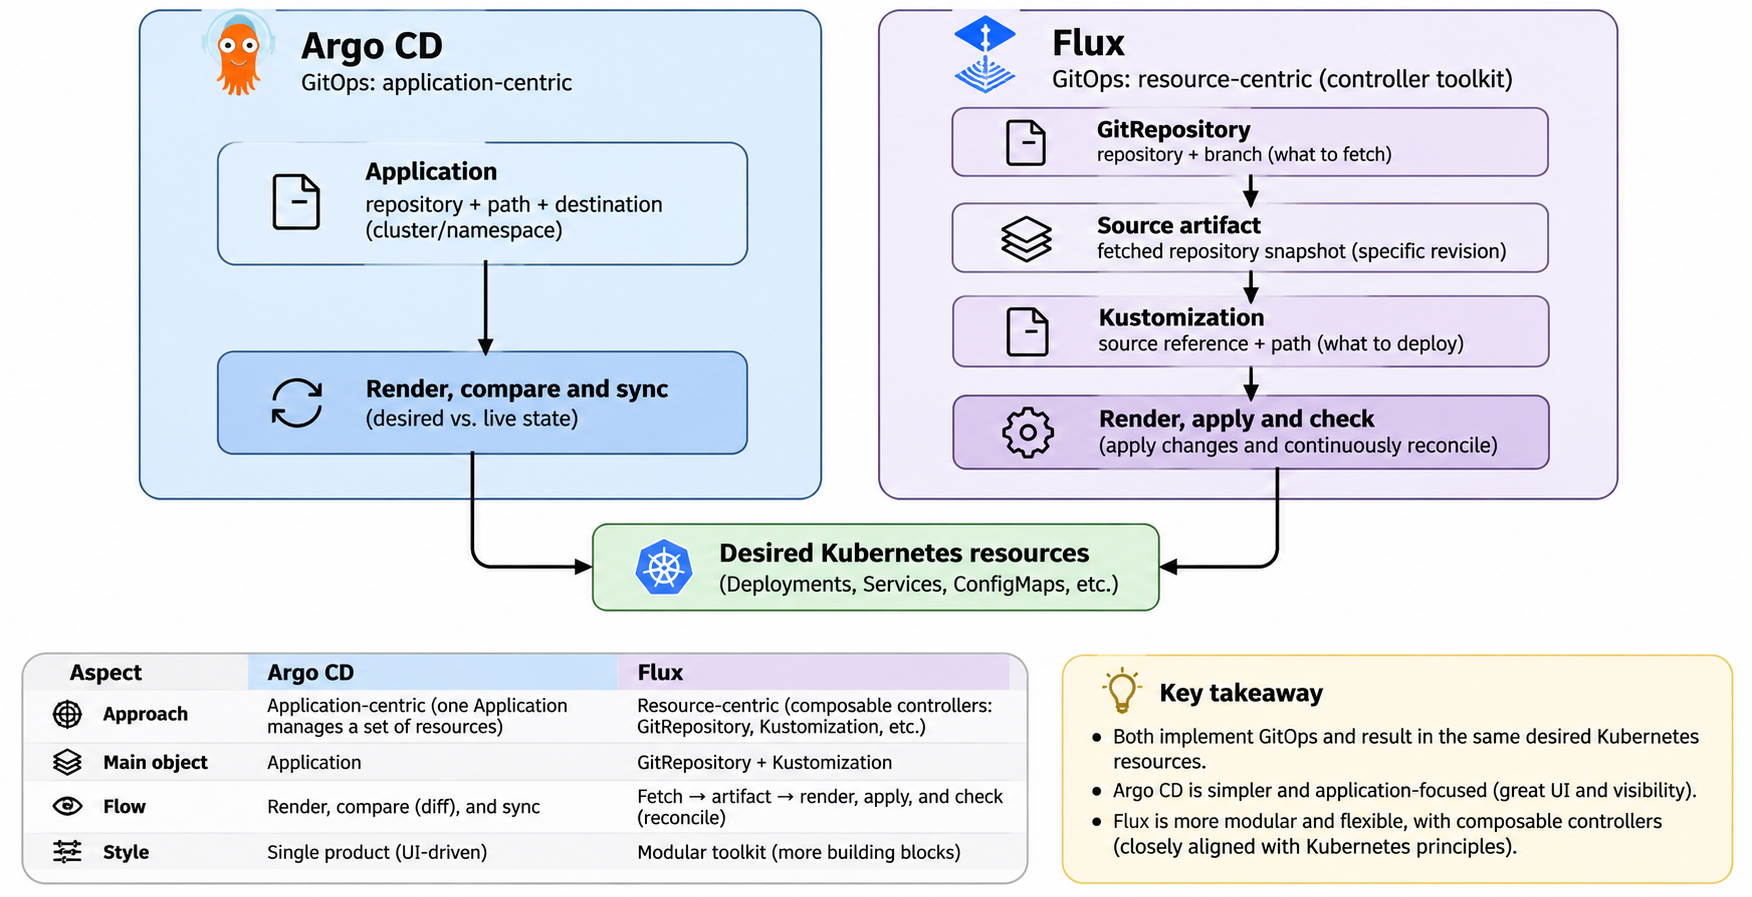 Argo CD
GitOps: application-centric
Application
repository + path + destination
(cluster/namespace)
Render, compare and sync
(desired vs. live state)
Flux
GitOps: resource-centric (controller toolkit)
GitRepository
repository + branch (what to fetch)
Source artifact
fetched repository snapshot (specific revision)
Kustomization
source reference + path (what to deploy)
Render, apply and check
(apply changes and continuously reconcile)
Desired Kubernetes resources
(Deployments, Services, ConfigMaps, etc.)
Aspect Argo CD Flux
Approach
Application-centric (one Application
manages a set of resources)
Resource-centric (composable controllers:
GitRepository, Kustomization, etc.)
Main object Application GitRepository + Kustomization
Flow Render, compare (diff), and sync
Fetch → artifact → render, apply, and check
(reconcile)
Style Single product (UI-driven) Modular toolkit (more building blocks)
Key takeaway
• Both implement GitOps and result in the same desired Kubernetes
resources.
• Argo CD is simpler and application-focused (great UI and visibility).
• Flux is more modular and flexible, with composable controllers
(closely aligned with Kubernetes principles).